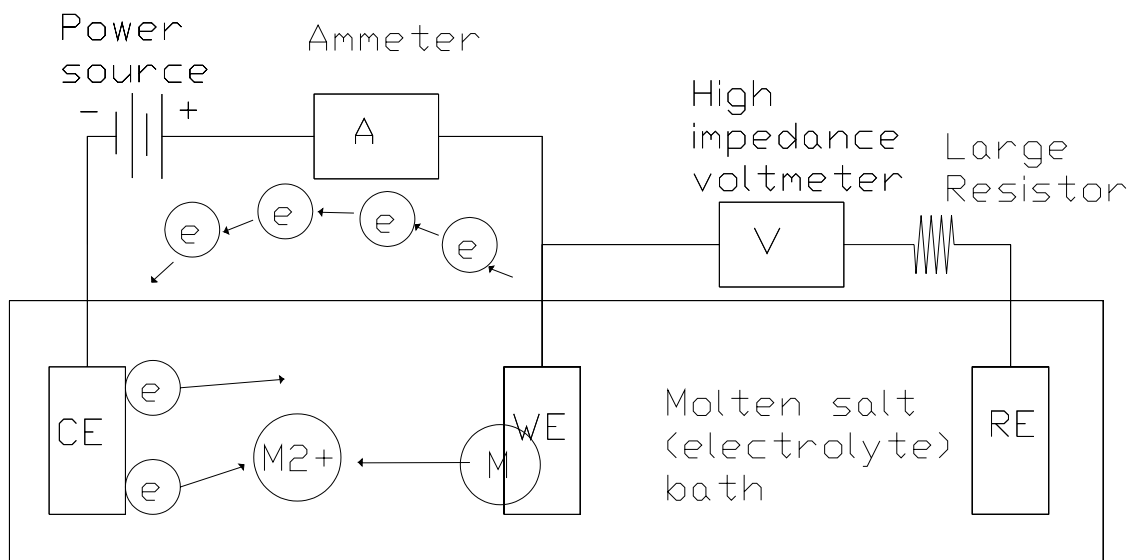 Power
source
- +
Ammeter
A
High
impedance
voltmeter
Large
Resistor
V
e
e
e
e
e
e
CE
M2+
M
WE
Molten salt
(electrolyte)
bath
RE